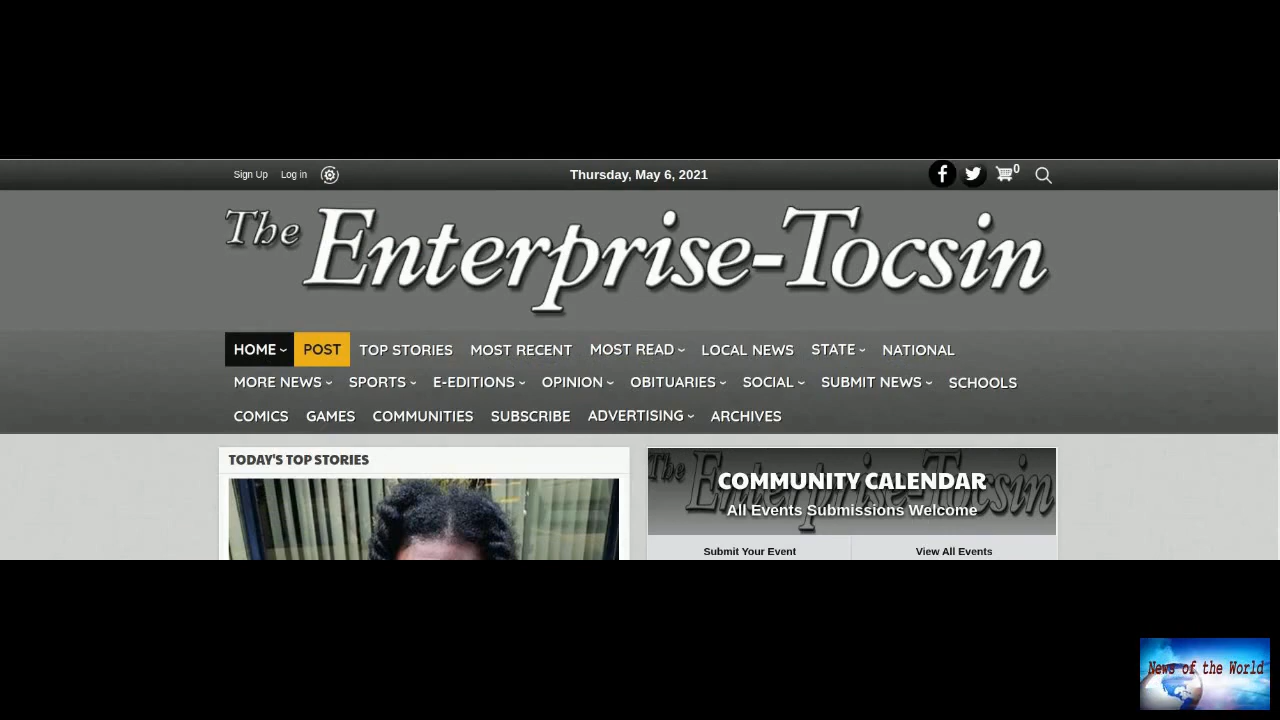 Sign Up Log in Thursday, May 6, 2021 0
The Enterprise-Tocsin
HOME POST TOP STORIES MOST RECENT MOST READ LOCAL NEWS STATE NATIONAL
MORE NEWS SPORTS E-EDITIONS OPINION OBITUARIES SOCIAL SUBMIT NEWS SCHOOLS
COMICS GAMES COMMUNITIES SUBSCRIBE ADVERTISING ARCHIVES
TODAY'S TOP STORIES
The Enterprise-Tocsin
COMMUNITY CALENDAR
All Events Submissions Welcome
Submit Your Event View All Events
News of the World